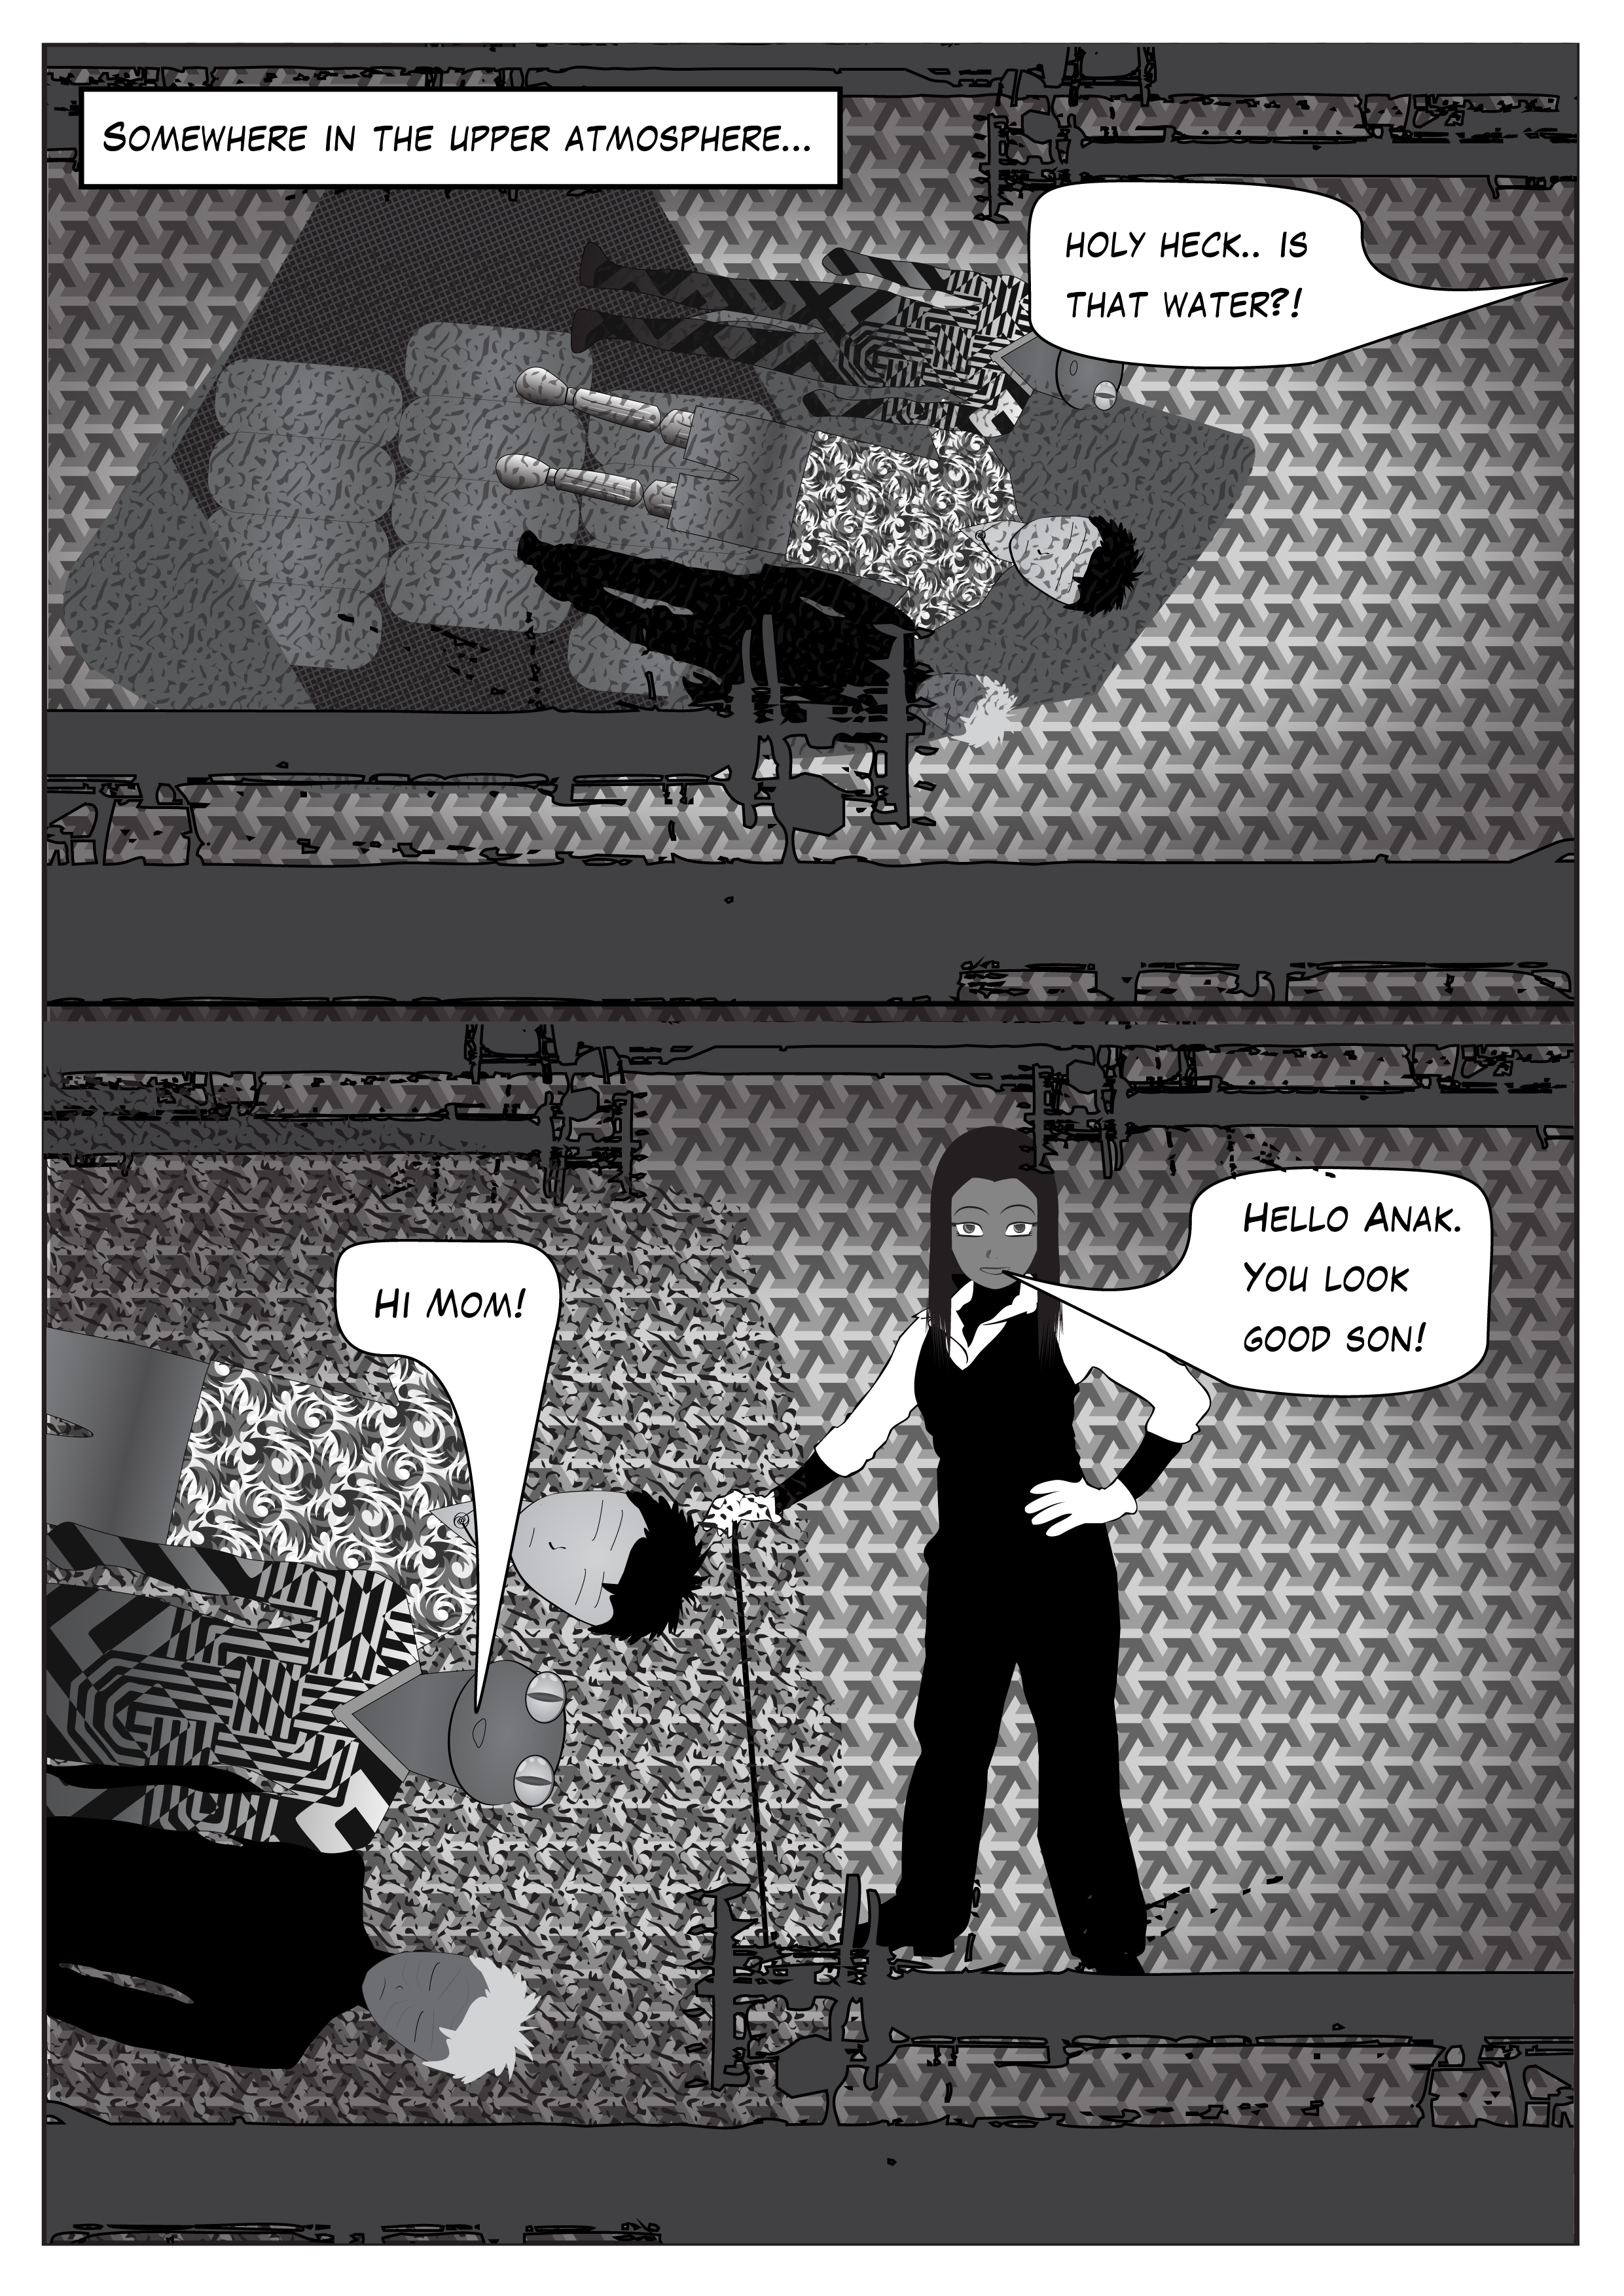 Somewhere in the upper atmosphere...
holy heck.. is
that water?!
Hello Anak.
You look
good son!
Hi Mom!